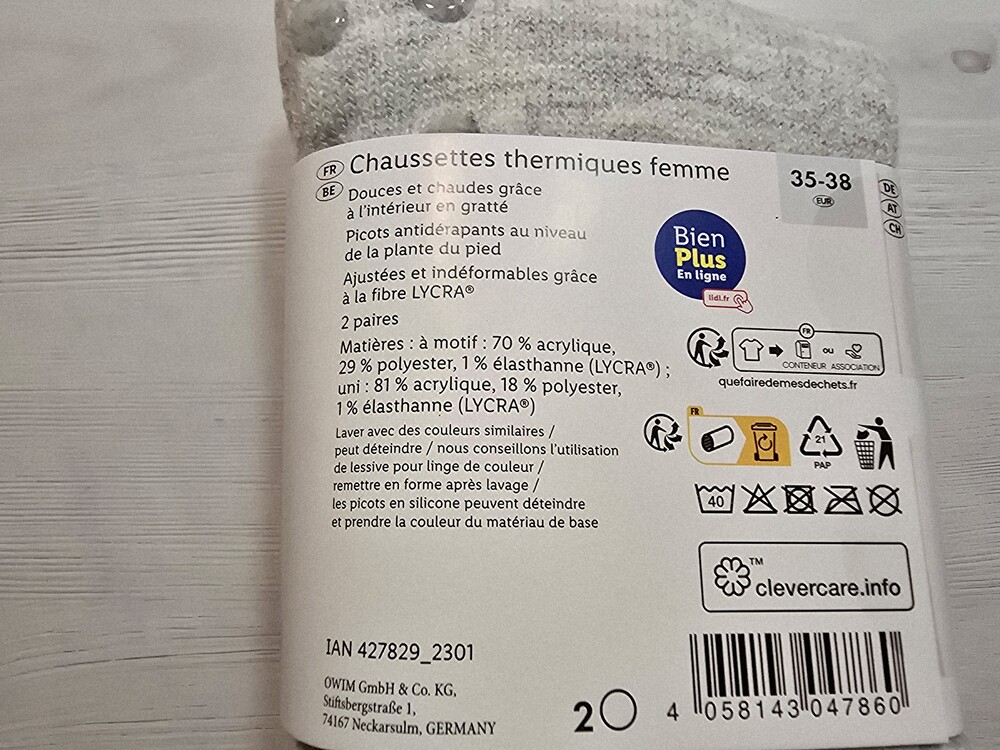 FR Chaussettes thermiques femme
BE Douces et chaudes grâce
à l'intérieur en gratté
Picots antidérapants au niveau
de la plante du pied
Ajustées et indéformables grâce
à la fibre LYCRA®
2 paires
Matières : à motif : 70 % acrylique,
29 % polyester, 1 % élasthanne (LYCRA®) ;
uni : 81 % acrylique, 18 % polyester,
1 % élasthanne (LYCRA®)
Laver avec des couleurs similaires /
peut déteindre / nous conseillons l'utilisation
de lessive pour linge de couleur /
remettre en forme après lavage /
les picots en silicone peuvent déteindre
et prendre la couleur du matériau de base
35-38
EUR
DE
AT
CH
Bien
Plus
En ligne
lidl.fr
FR
OU
CONTENEUR ASSOCIATION
quefairedemesdechets.fr
FR
21
PAP
40
™
clevercare.info
IAN 427829_2301
OWIM GmbH & Co. KG,
Stiftsbergstraße 1,
74167 Neckarsulm, GERMANY
2
4 058143 047860